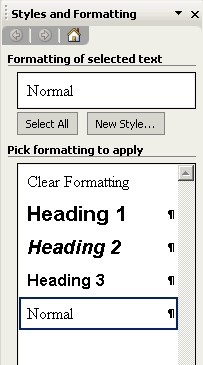 Styles and Formatting
Formatting of selected text
Normal
Select All New Style...
Pick formatting to apply
Clear Formatting
Heading 1 ¶
Heading 2 ¶
Heading 3 ¶
Normal ¶